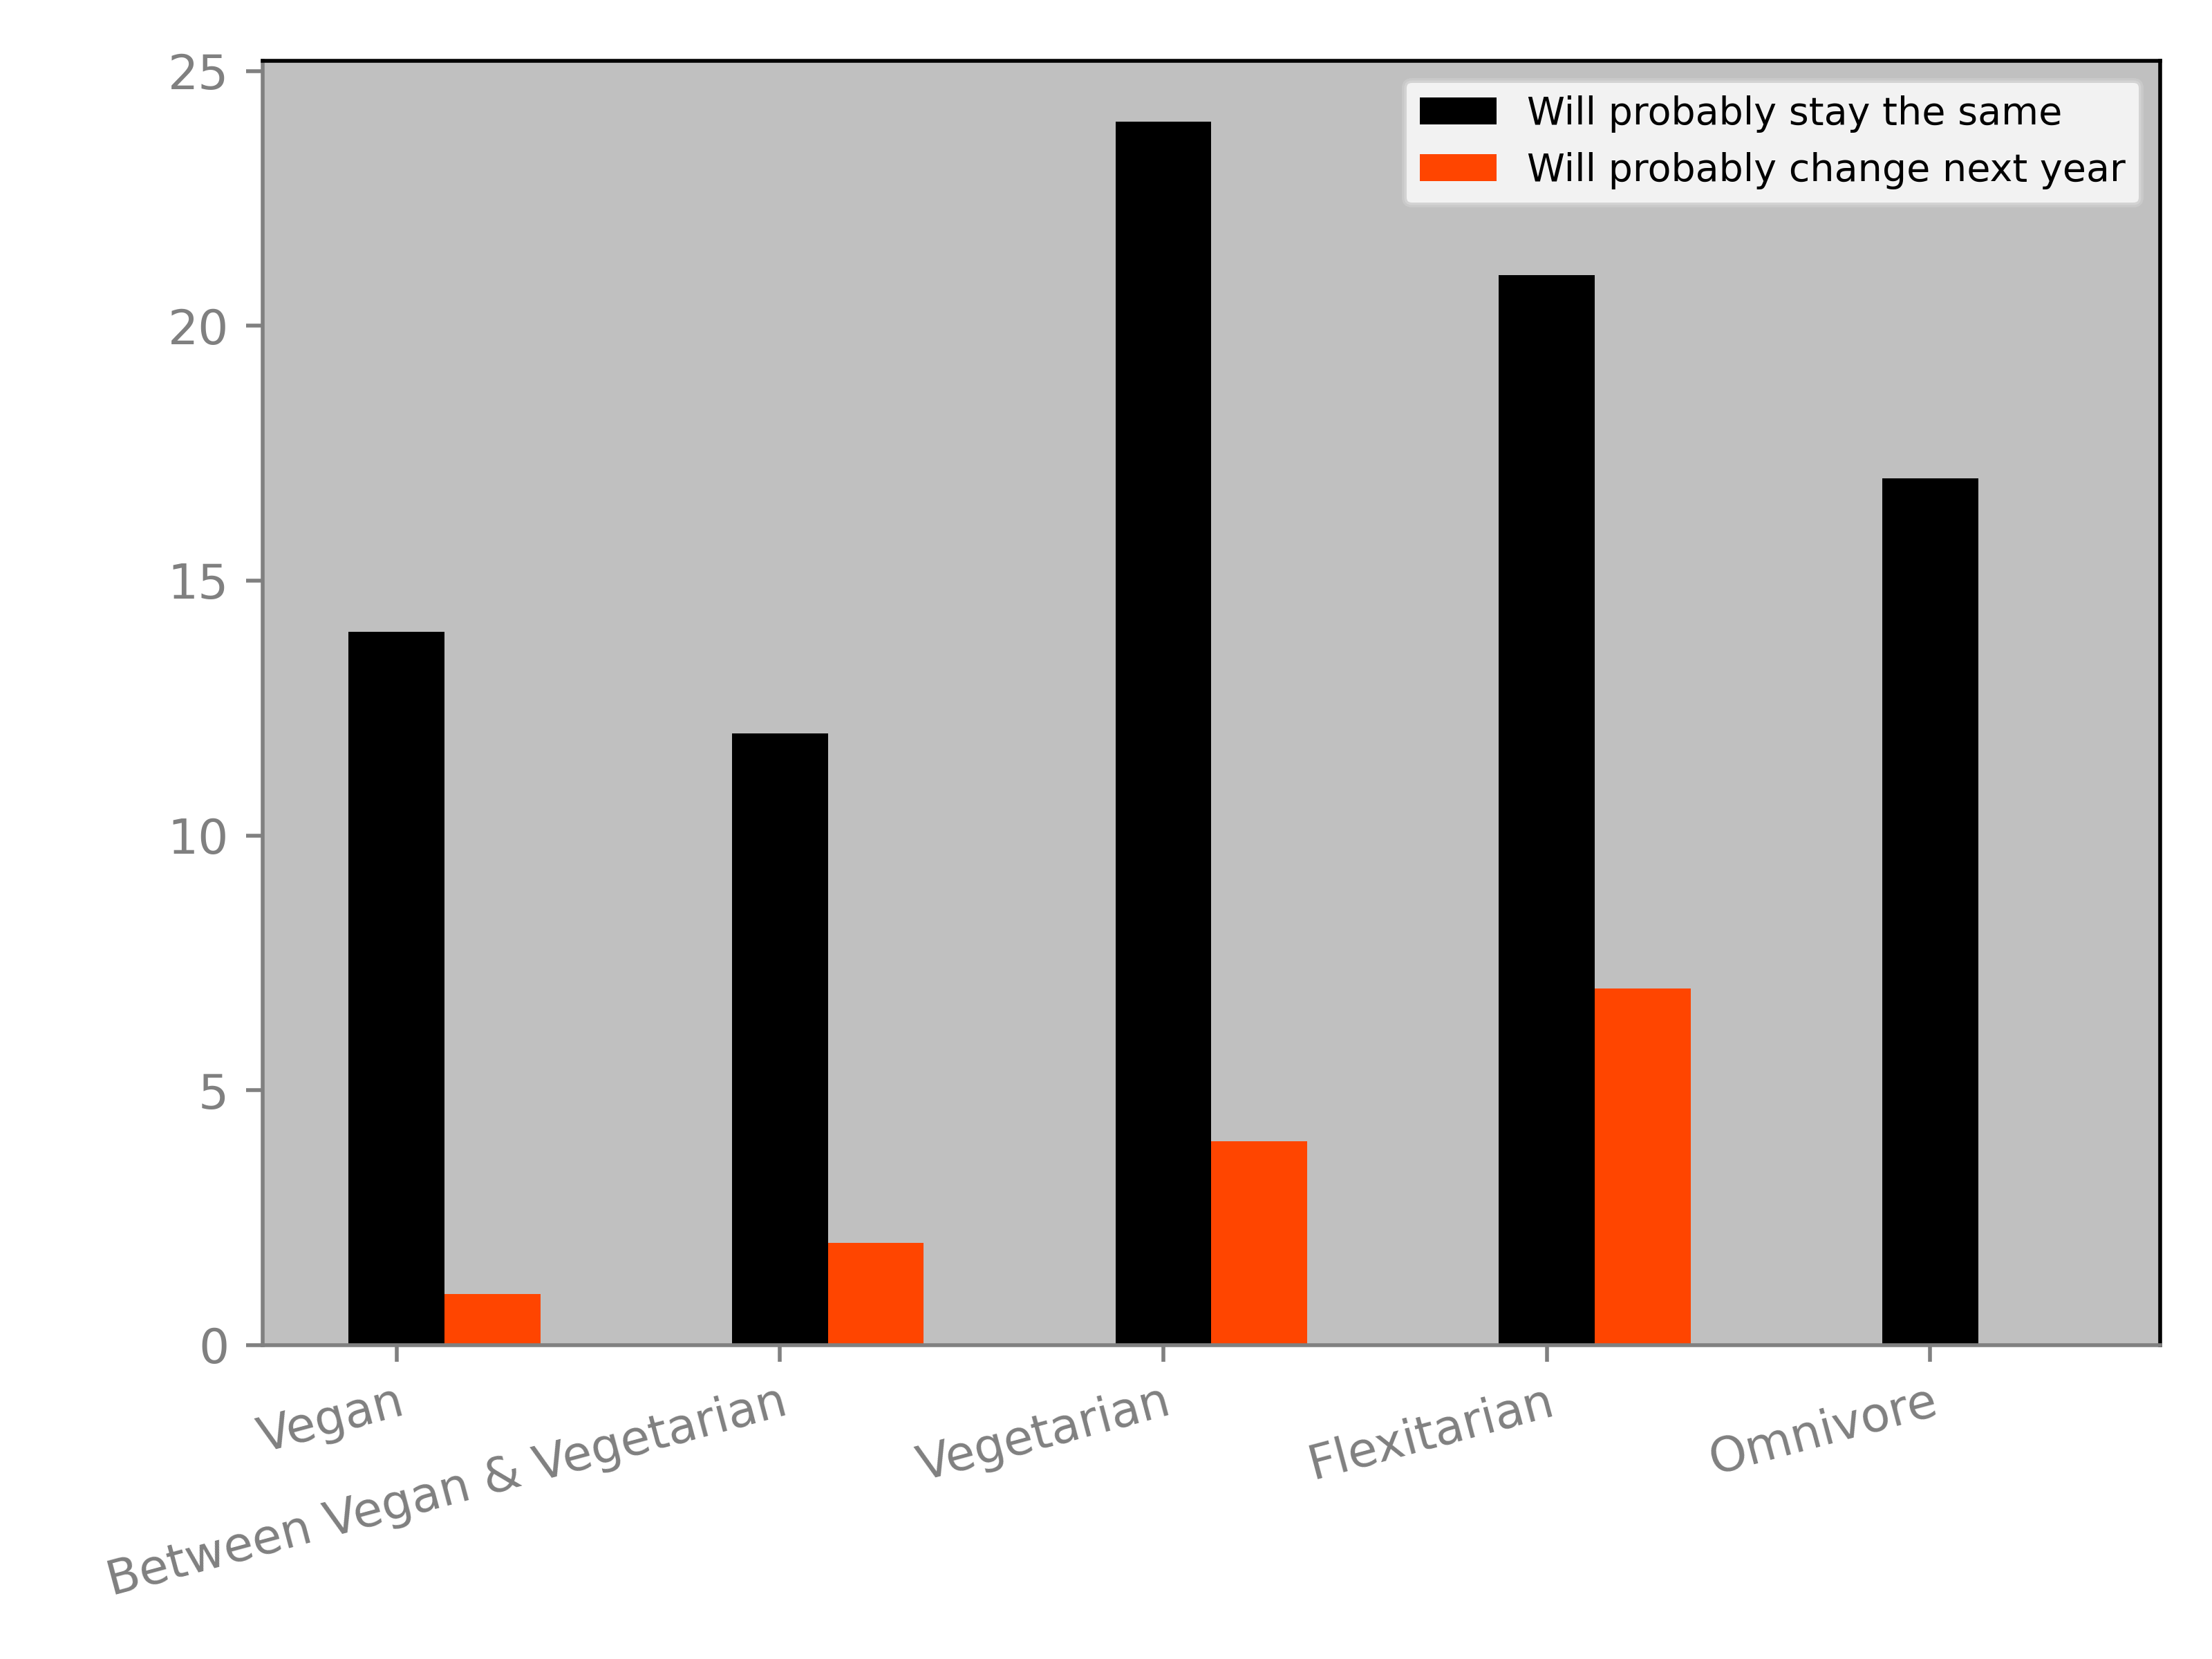 25
20
15
10
5
0
Will probably stay the same
Will probably change next year
Vegan
Between Vegan & Vegetarian
Vegetarian
Flexitarian
Omnivore